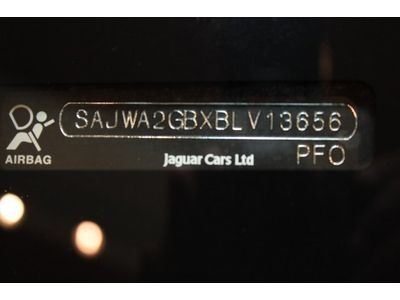 SAJWA2GBXBLV13656
AIRBAG
Jaguar Cars Ltd
PFO